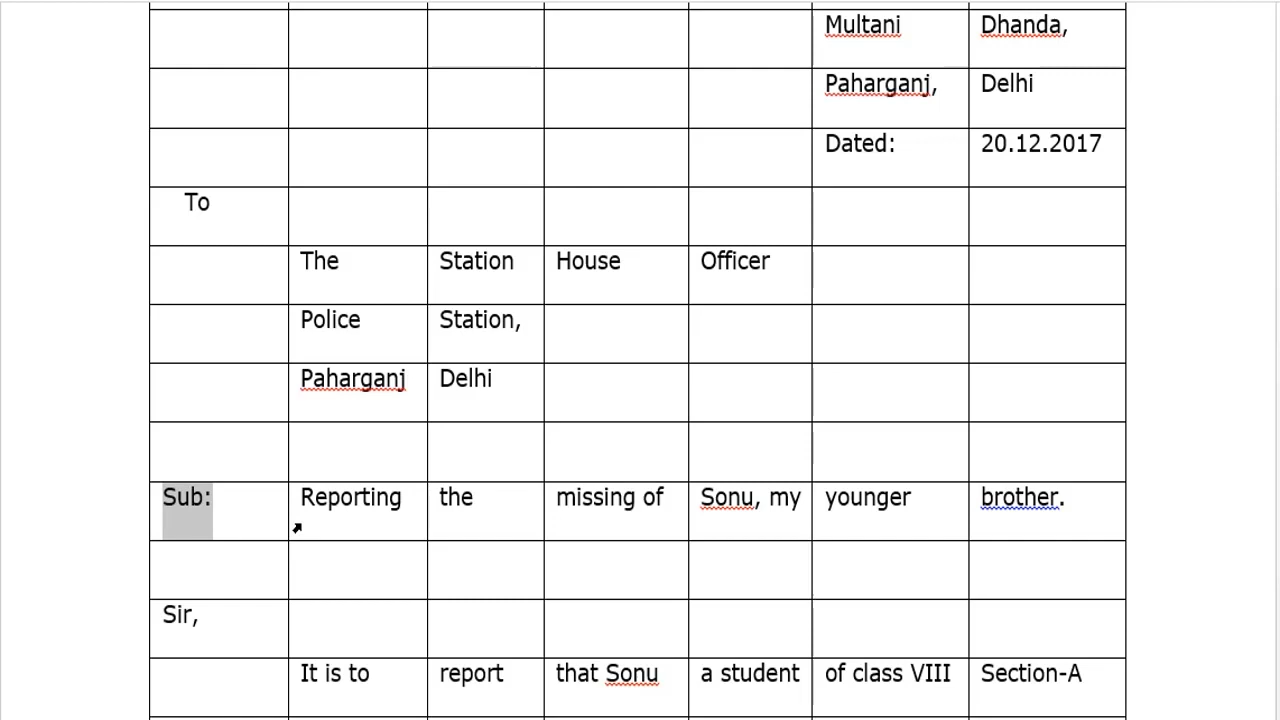 Multani Dhanda,
Paharganj, Delhi
Dated: 20.12.2017
To
The Station House Officer
Police Station,
Paharganj Delhi
Sub: Reporting the missing of Sonu, my younger brother.
Sir,
It is to report that Sonu a student of class VIII Section-A